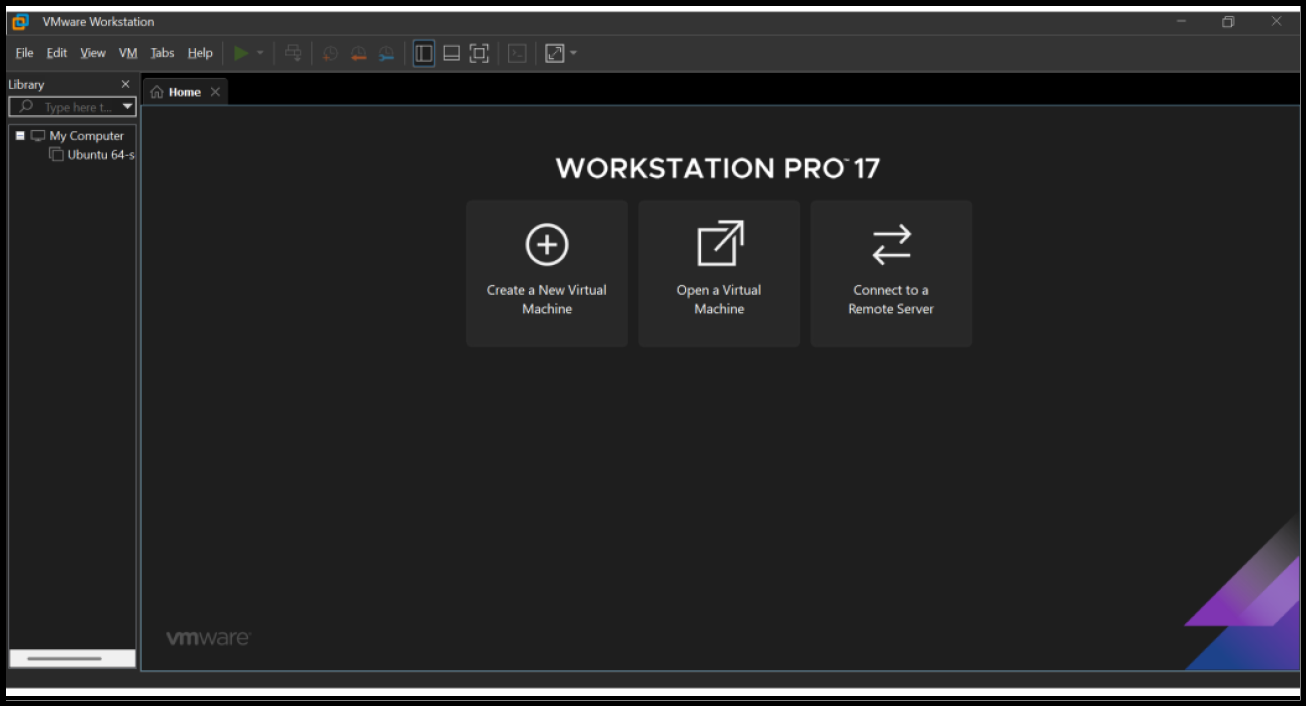 VMware Workstation
File Edit View VM Tabs Help
Library
Home
Type here t...
My Computer
Ubuntu 64-s
WORKSTATION PRO™ 17
Create a New Virtual
Machine
Open a Virtual
Machine
Connect to a
Remote Server
vmware